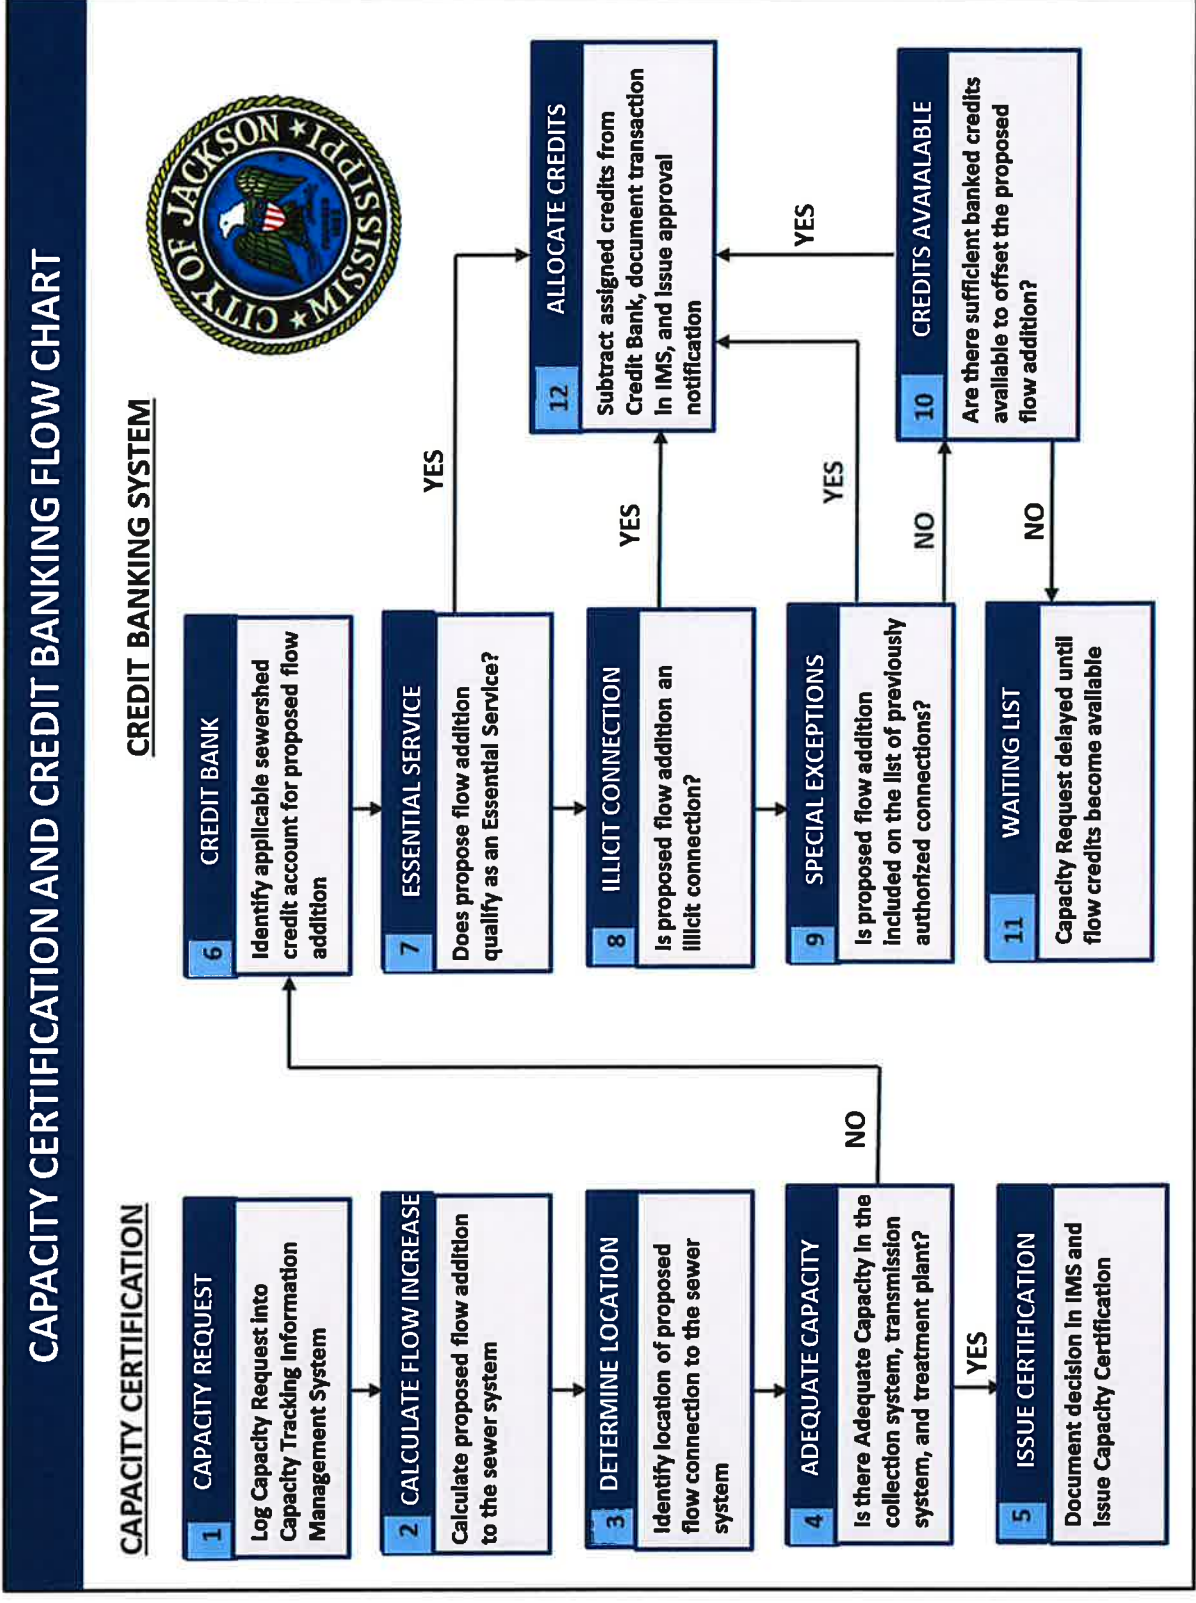 CAPACITY CERTIFICATION AND CREDIT BANKING FLOW CHART
CITY OF JACKSON
★ MISSISSIPPI ★
CAPACITY CERTIFICATION
1
CAPACITY REQUEST
Log Capacity Request into
Capacity Tracking Information
Management System
2
CALCULATE FLOW INCREASE
Calculate proposed flow addition
to the sewer system
3
DETERMINE LOCATION
Identify location of proposed
flow connection to the sewer
system
4
ADEQUATE CAPACITY
Is there Adequate Capacity in the
collection system, transmission
system, and treatment plant?
NO
YES
5
ISSUE CERTIFICATION
Document decision in IMS and
Issue Capacity Certification
CREDIT BANKING SYSTEM
6
CREDIT BANK
Identify applicable sewershed
credit account for proposed flow
addition
7
ESSENTIAL SERVICE
Does propose flow addition
qualify as an Essential Service?
YES
8
ILLICIT CONNECTION
Is proposed flow addition an
illicit connection?
YES
9
SPECIAL EXCEPTIONS
Is proposed flow addition
included on the list of previously
authorized connections?
YES
NO
10
CREDITS AVAIALABLE
Are there sufficient banked credits
available to offset the proposed
flow addition?
YES
NO
11
WAITING LIST
Capacity Request delayed until
flow credits become available
12
ALLOCATE CREDITS
Subtract assigned credits from
Credit Bank, document transaction
In IMS, and issue approval
notification